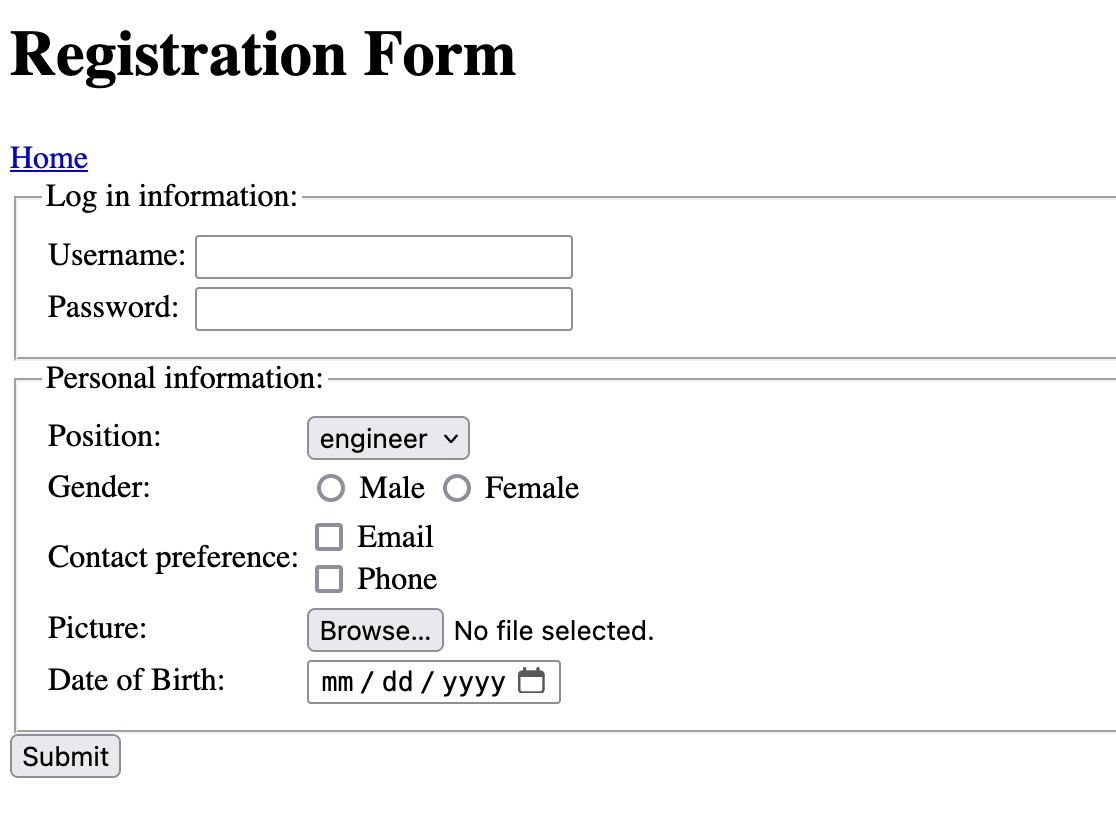 Registration Form
Home
Log in information:
Username:
Password:
Personal information:
Position: engineer
Gender: Male Female
Contact preference: Email
Phone
Picture: Browse... No file selected.
Date of Birth: mm / dd / yyyy
Submit